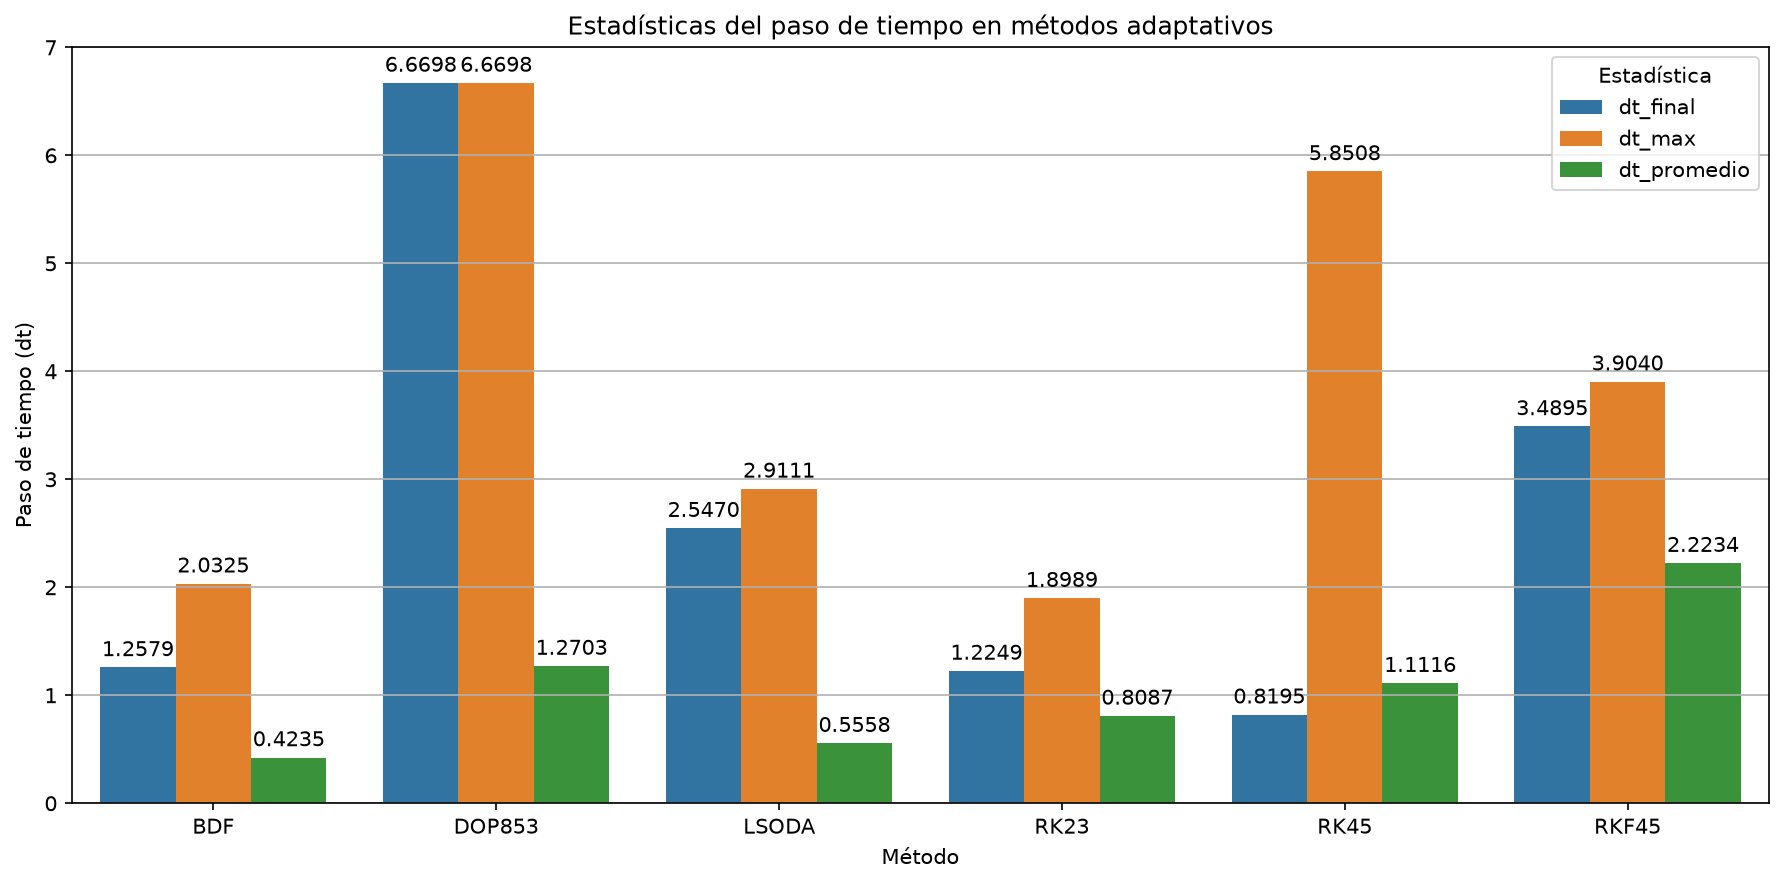 Estadísticas del paso de tiempo en métodos adaptativos
Estadística
dt_final
dt_max
dt_promedio
Paso de tiempo (dt)
7
6
5
4
3
2
1
0
1.2579
2.0325
0.4235
6.6698
6.6698
1.2703
2.5470
2.9111
0.5558
1.2249
1.8989
0.8087
0.8195
5.8508
1.1116
3.4895
3.9040
2.2234
BDF
DOP853
LSODA
RK23
RK45
RKF45
Método